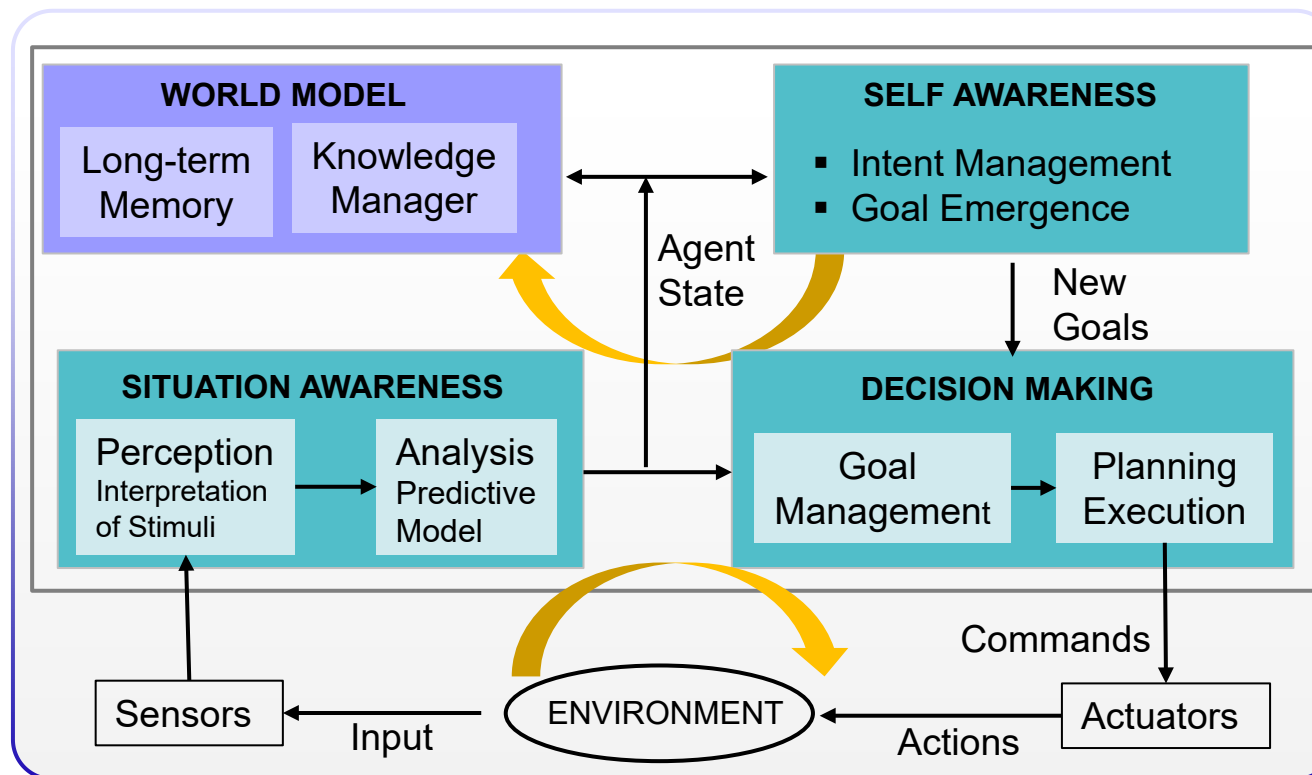 WORLD MODEL
Long-term
Memory
Knowledge
Manager
SELF AWARENESS
▪ Intent Management
▪ Goal Emergence
Agent
State
New
Goals
SITUATION AWARENESS
Perception
Interpretation
of Stimuli
Analysis
Predictive
Model
DECISION MAKING
Goal
Management
Planning
Execution
Commands
Sensors
Input
ENVIRONMENT
Actions
Actuators